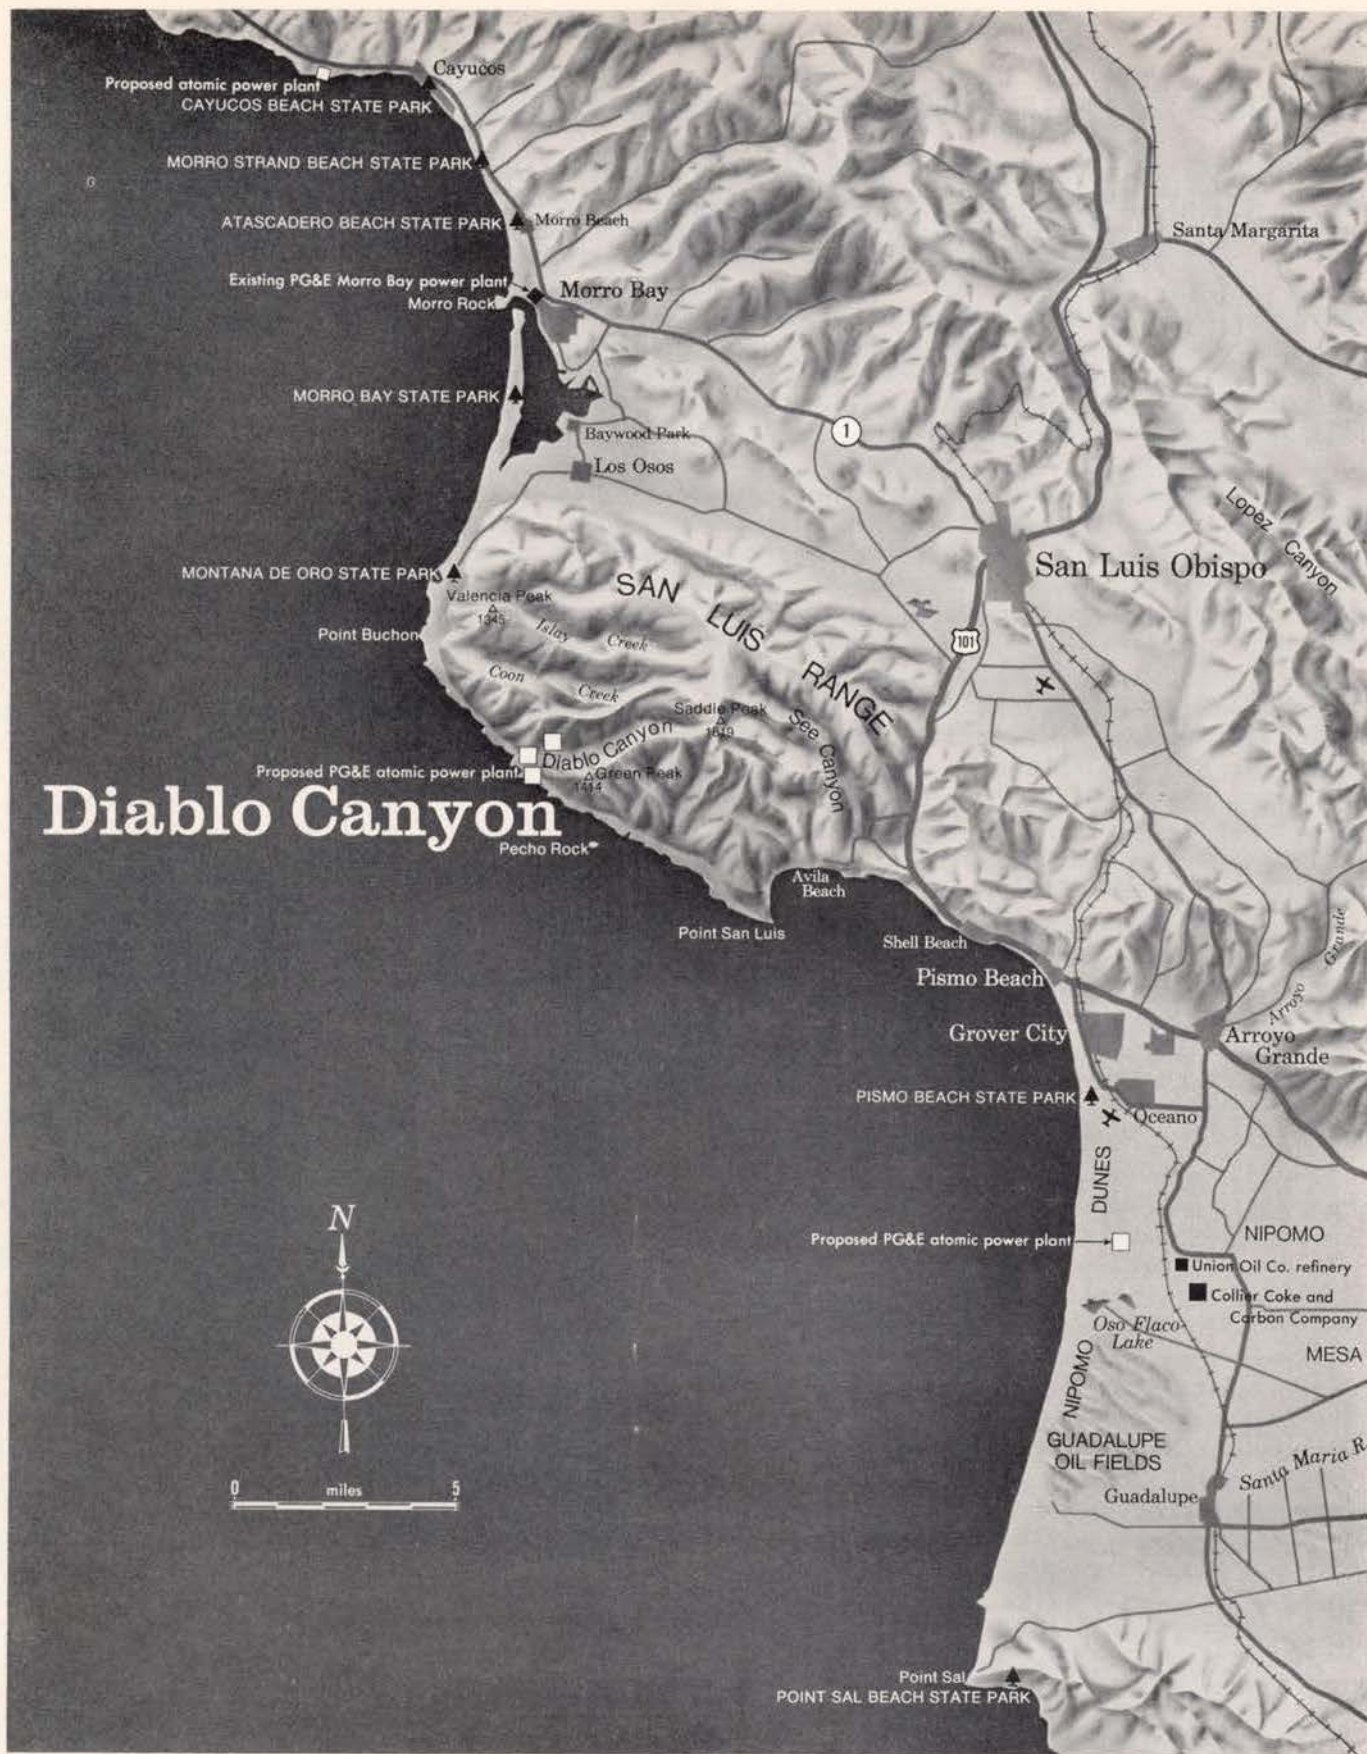 Cayucos
Proposed atomic power plant
CAYUCOS BEACH STATE PARK
MORRO STRAND BEACH STATE PARK
ATASCADERO BEACH STATE PARK
Morro Beach
Santa Margarita
Existing PG&E Morro Bay power plant
Morro Bay
Morro Rock
MORRO BAY STATE PARK
1
Baywood Park
Los Osos
Lopez Canyon
San Luis Obispo
MONTANA DE ORO STATE PARK
SAN LUIS RANGE
Valencia Peak
1345
Islay Creek
Point Buchon
101
Coon Creek
Saddle Peak
1819
See Canyon
Diablo Canyon
Proposed PG&E atomic power plant
Green Peak
1414
Diablo Canyon
Pecho Rock
Avila
Beach
Point San Luis
Shell Beach
Pismo Beach
Arroyo Grande
Grover City
Arroyo
Grande
PISMO BEACH STATE PARK
Oceano
DUNES
N
Proposed PG&E atomic power plant
NIPOMO
Union Oil Co. refinery
Collier Coke and
Carbon Company
Oso Flaco
Lake
MESA
NIPOMO
GUADALUPE
OIL FIELDS
Santa Maria R
0 miles 5
Guadalupe
Point Sal
POINT SAL BEACH STATE PARK